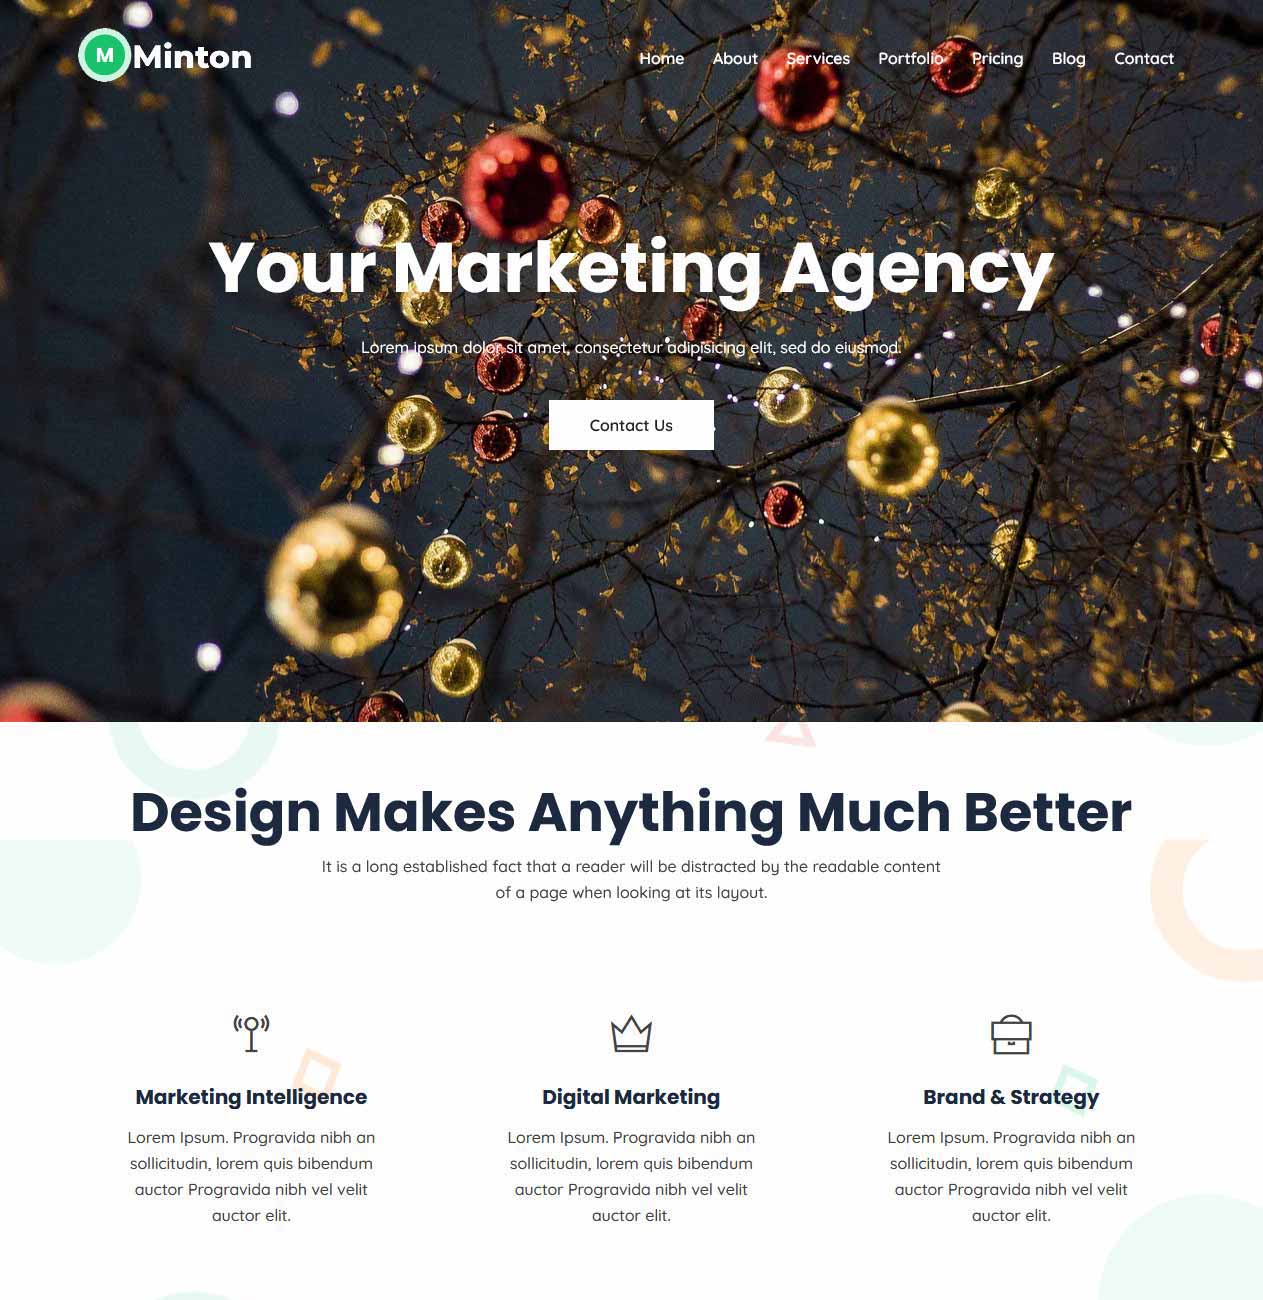 M Minton
Home About Services Portfolio Pricing Blog Contact
Your Marketing Agency
Lorem ipsum dolor sit amet, consectetur adipisicing elit, sed do eiusmod.
Contact Us
Design Makes Anything Much Better
It is a long established fact that a reader will be distracted by the readable content
of a page when looking at its layout.
Marketing Intelligence
Lorem Ipsum. Progravida nibh an
sollicitudin, lorem quis bibendum
auctor Progravida nibh vel velit
auctor elit.
Digital Marketing
Lorem Ipsum. Progravida nibh an
sollicitudin, lorem quis bibendum
auctor Progravida nibh vel velit
auctor elit.
Brand & Strategy
Lorem Ipsum. Progravida nibh an
sollicitudin, lorem quis bibendum
auctor Progravida nibh vel velit
auctor elit.